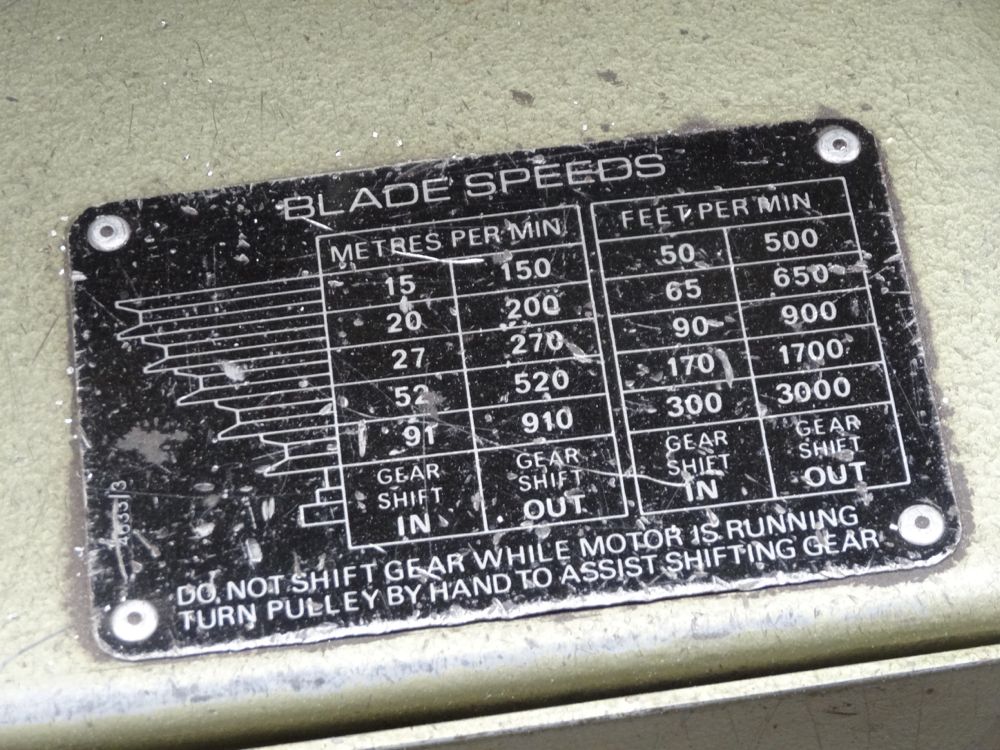 BLADE SPEEDS
METRES PER MIN FEET PER MIN
15 150 50 500
20 200 65 650
27 270 90 900
52 520 170 1700
91 910 300 3000
GEAR SHIFT IN GEAR SHIFT OUT GEAR SHIFT IN GEAR SHIFT OUT
DO NOT SHIFT GEAR WHILE MOTOR IS RUNNING
TURN PULLEY BY HAND TO ASSIST SHIFTING GEAR